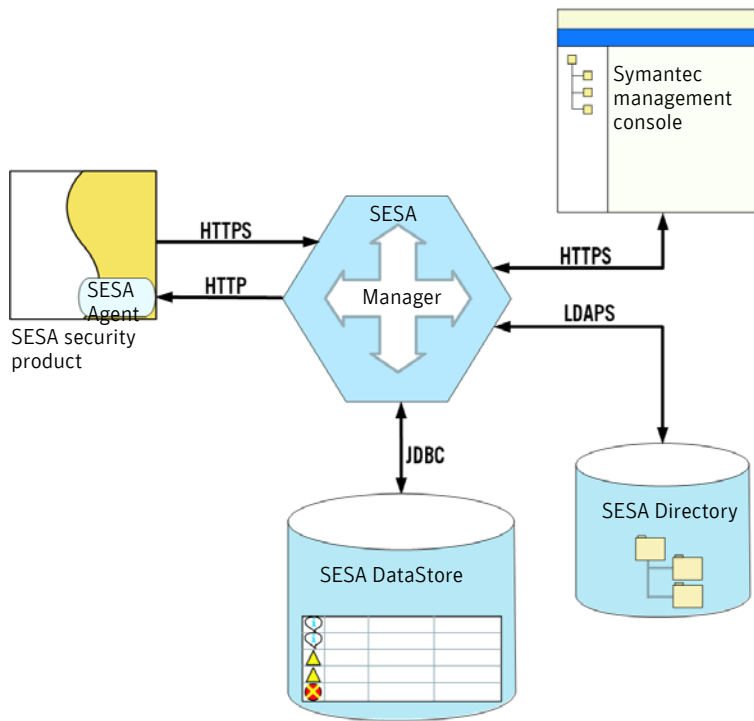 Symantec
management
console
SESA
HTTPS
HTTPS
SESA
Agent
HTTP
Manager
LDAPS
SESA security
product
JDBC
SESA Directory
SESA DataStore